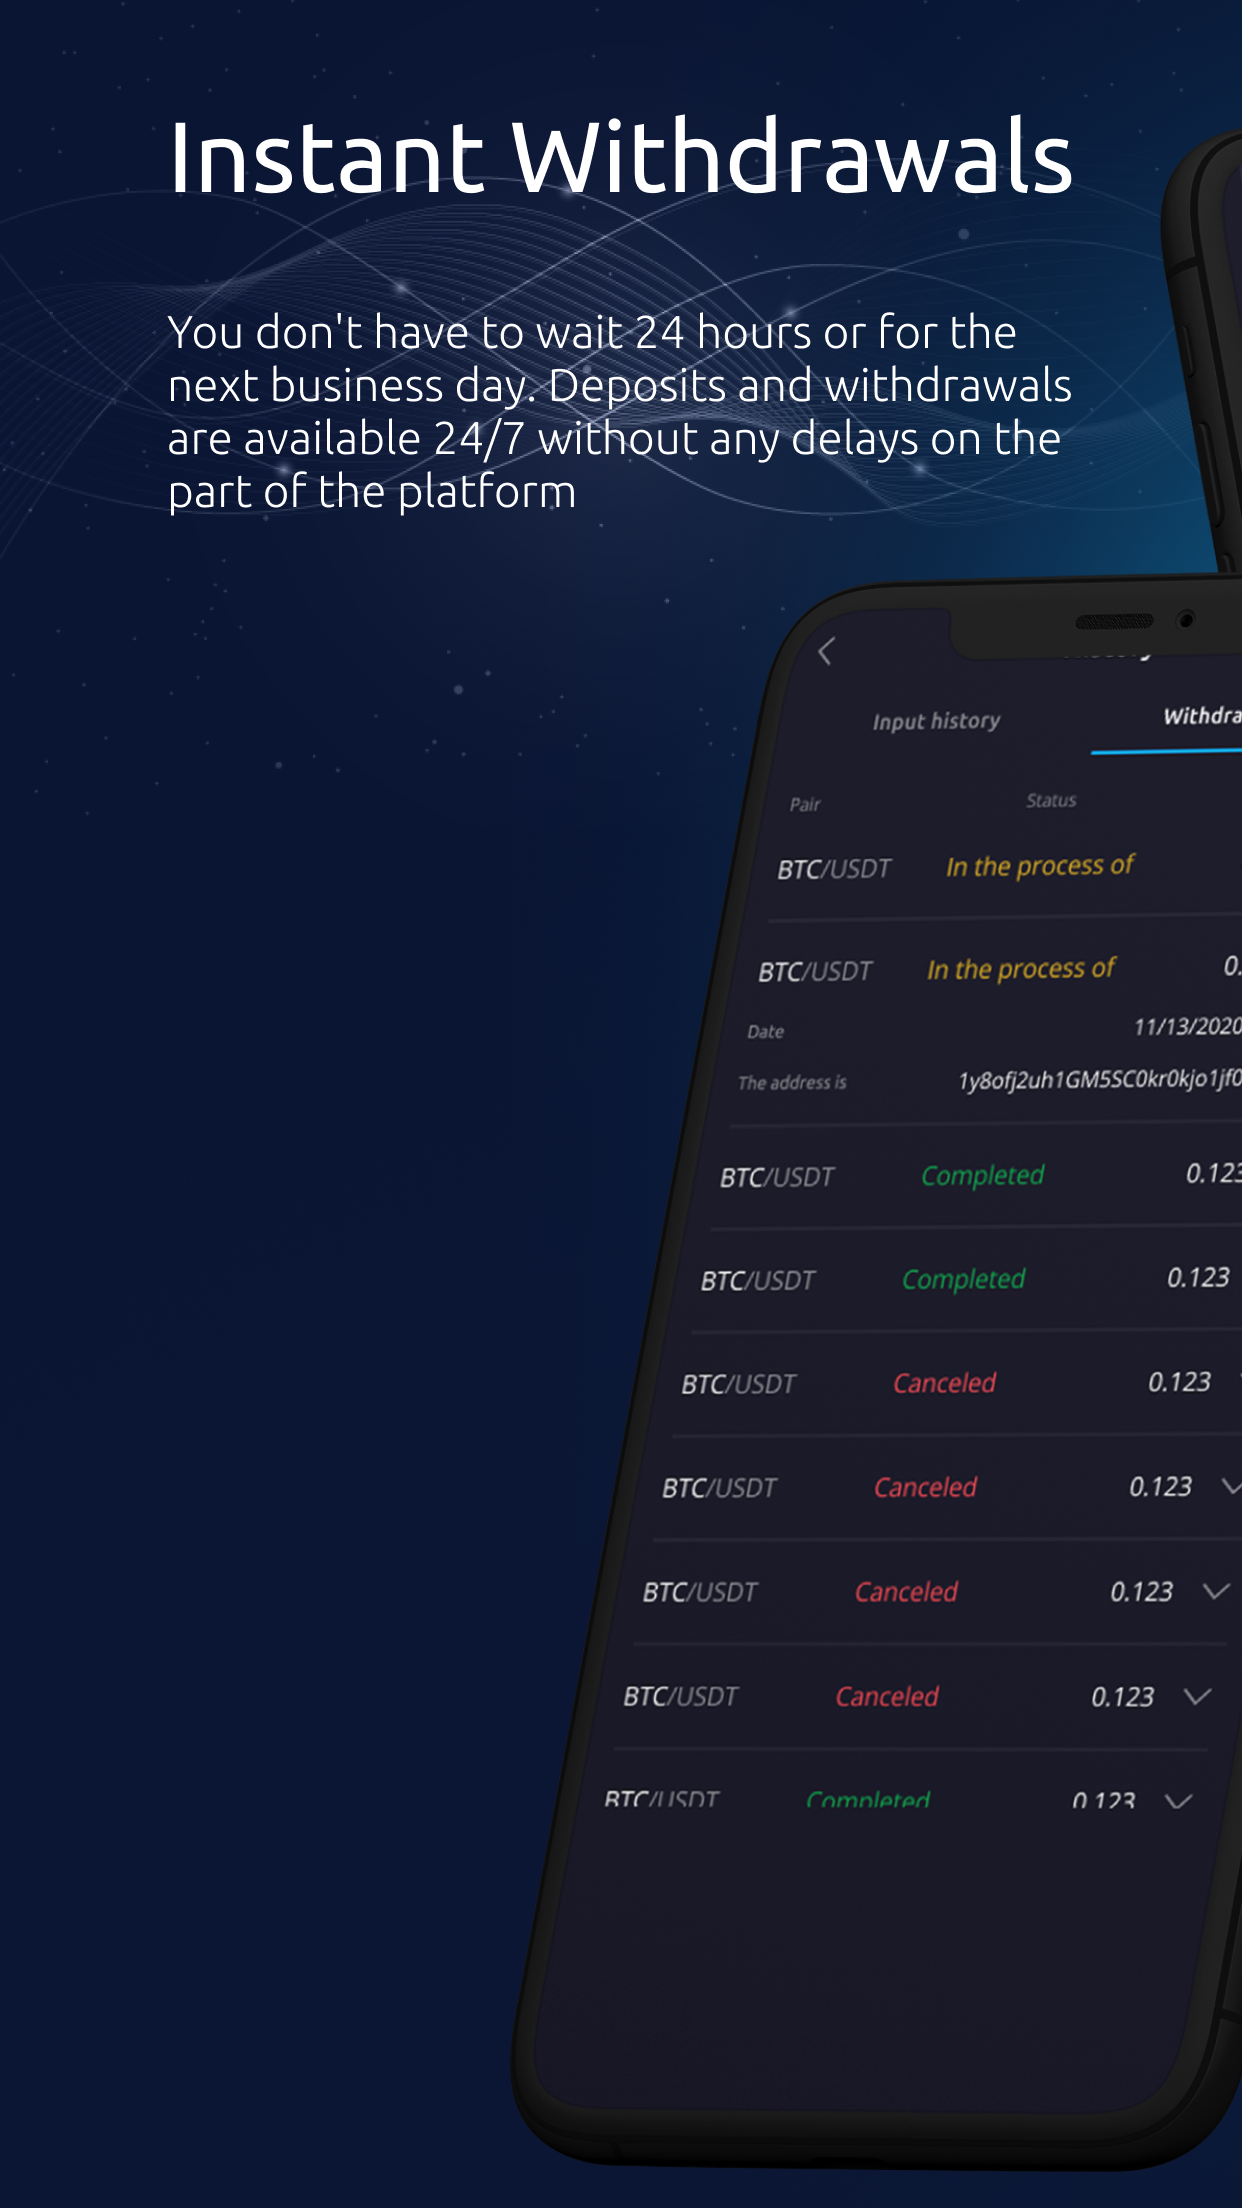 Instant Withdrawals
You don't have to wait 24 hours or for the
next business day. Deposits and withdrawals
are available 24/7 without any delays on the
part of the platform
Input history
Pair Status
BTC/USDT In the process of
BTC/USDT In the process of
Date 11/13/2020
The address is
BTC/USDT Completed 0.123
BTC/USDT Completed 0.123
BTC/USDT Canceled 0.123
BTC/USDT Canceled 0.123
BTC/USDT Canceled 0.123
BTC/USDT Canceled 0.123
BTC/USDT Completed 0.123